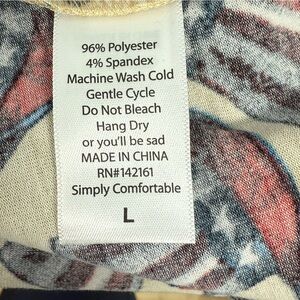 96% Polyester
4% Spandex
Machine Wash Cold
Gentle Cycle
Do Not Bleach
Hang Dry
or you'll be sad
MADE IN CHINA
RN#142161
Simply Comfortable
L